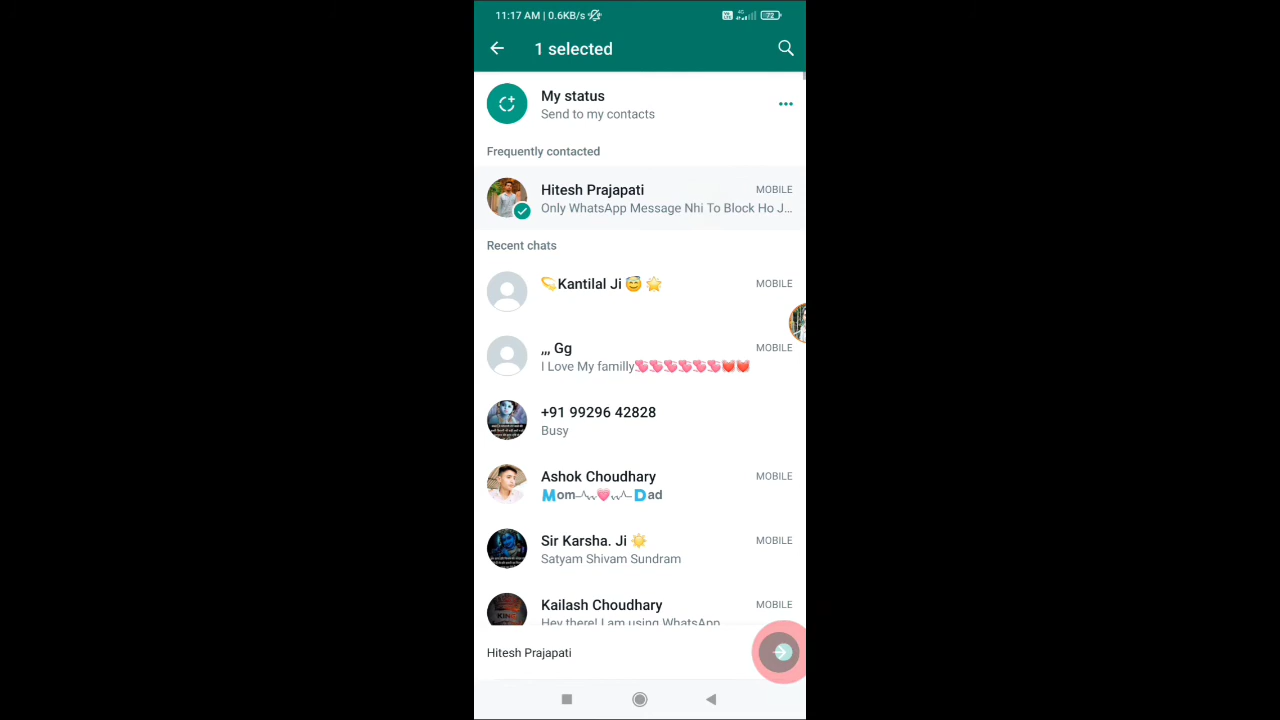 11:17 AM | 0.6KB/s
4G
72
1 selected
My status
Send to my contacts
Frequently contacted
Hitesh Prajapati
MOBILE
Only WhatsApp Message Nhi To Block Ho J...
Recent chats
💫Kantilal Ji 😇 🌟
MOBILE
,,, Gg
MOBILE
I Love My familly💞💞💞💞💞💞❤️❤️
+91 99296 42828
Busy
Ashok Choudhary
MOBILE
Mom–^⌵🩷⌵^–Dad
Sir Karsha. Ji ☀️
MOBILE
Satyam Shivam Sundram
Kailash Choudhary
MOBILE
Hey there! I am using WhatsApp
Hitesh Prajapati